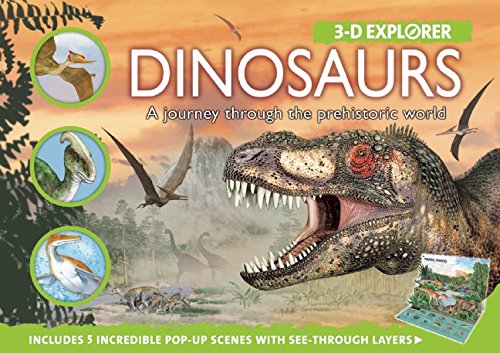 3-D EXPLORER
DINOSAURS
A journey through the prehistoric world
INCLUDES 5 INCREDIBLE POP-UP SCENES WITH SEE-THROUGH LAYERS